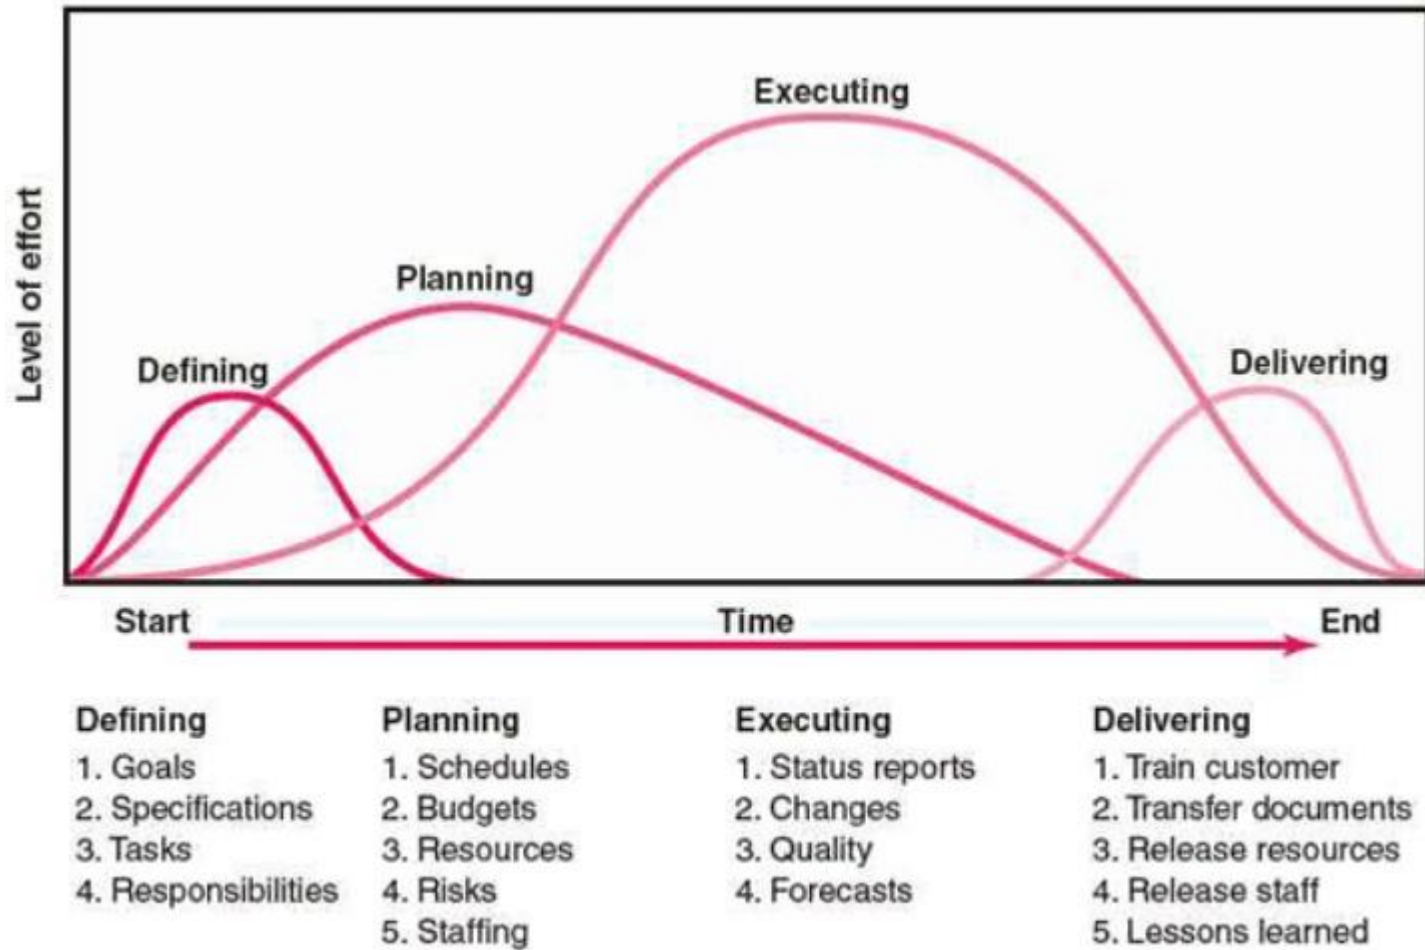 Executing
Planning
Defining
Delivering
Level of effort
Start
Time
End
Defining
1. Goals
2. Specifications
3. Tasks
4. Responsibilities
Planning
1. Schedules
2. Budgets
3. Resources
4. Risks
5. Staffing
Executing
1. Status reports
2. Changes
3. Quality
4. Forecasts
Delivering
1. Train customer
2. Transfer documents
3. Release resources
4. Release staff
5. Lessons learned